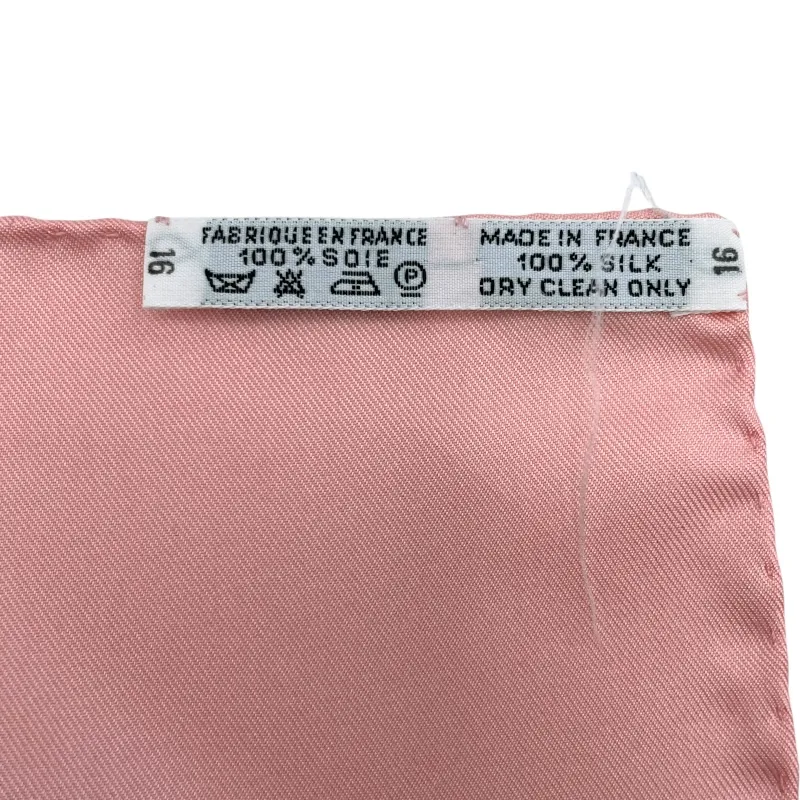 16
FABRIQUE EN FRANCE
100% SOIE
P
MADE IN FRANCE
100% SILK
DRY CLEAN ONLY
16